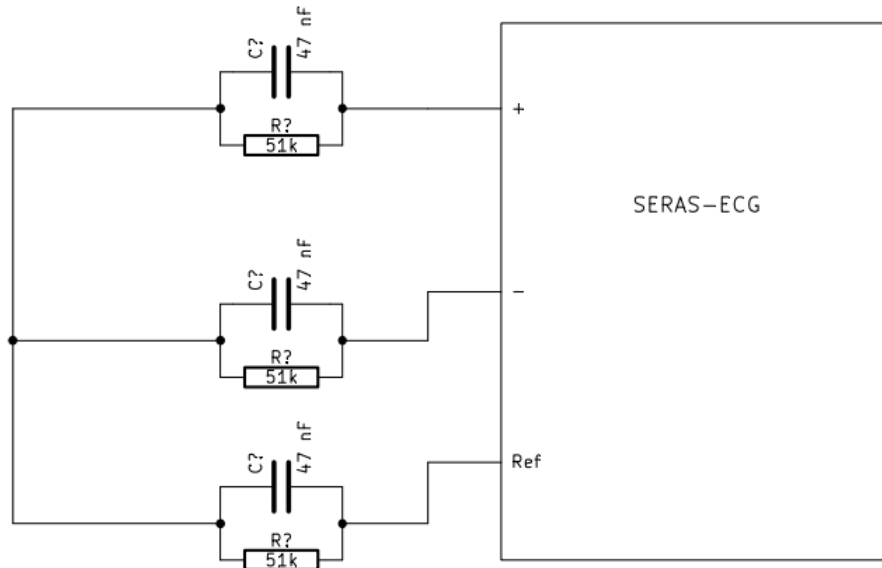 C?
47 nF
R?
51k
+
SERAS-ECG
C?
47 nF
R?
51k
-
C?
47 nF
R?
51k
Ref